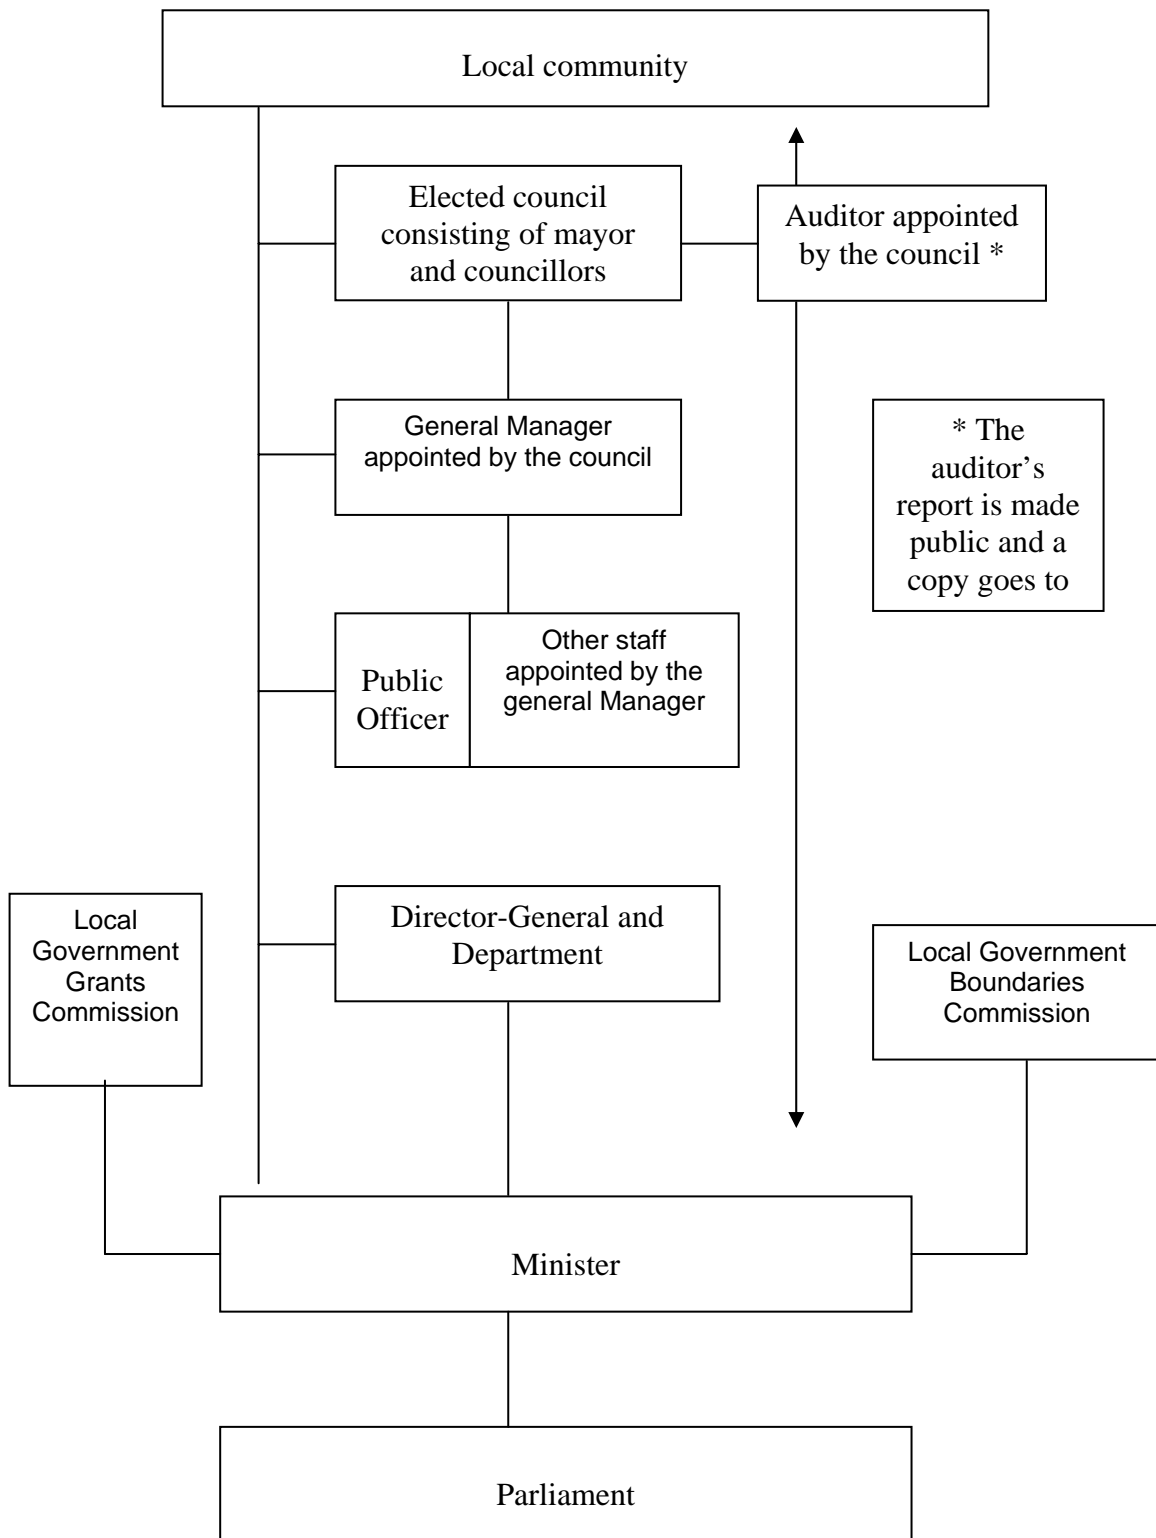 Local community
Elected council
consisting of mayor
and councillors
Auditor appointed
by the council *
General Manager
appointed by the council
* The
auditor’s
report is made
public and a
copy goes to
Public
Officer
Other staff
appointed by the
general Manager
Local
Government
Grants
Commission
Director-General and
Department
Local Government
Boundaries
Commission
Minister
Parliament